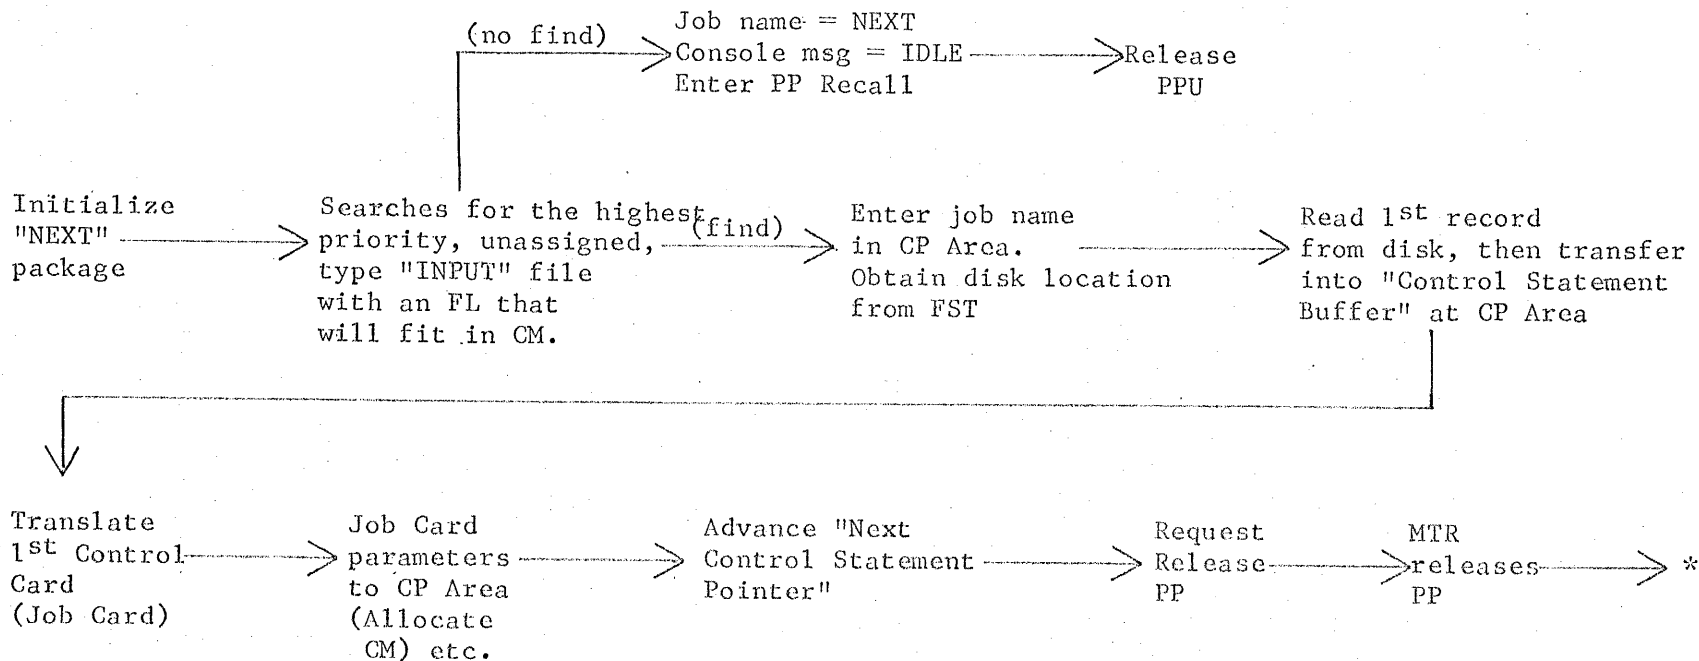 (no find)
Job name = NEXT
Console msg = IDLE
Enter PP Recall
Release
PPU
Initialize
"NEXT"
package
Searches for the highest
priority, unassigned,
type "INPUT" file
with an FL that
will fit in CM.
(find)
Enter job name
in CP Area.
Obtain disk location
from FST
Read 1st record
from disk, then transfer
into "Control Statement
Buffer" at CP Area
Translate
1st Control
Card
(Job Card)
Job Card
parameters
to CP Area
(Allocate
CM) etc.
Advance "Next
Control Statement
Pointer"
Request
Release
PP
MTR
releases
PP
*